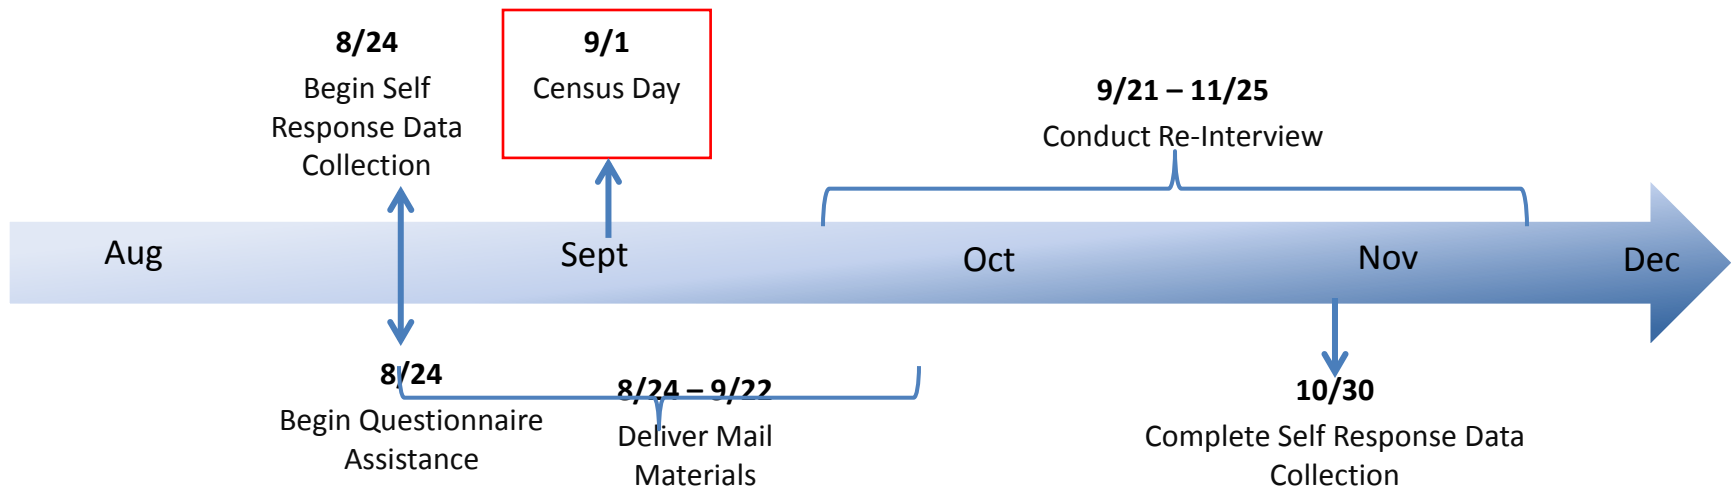 8/24
Begin Self
Response Data
Collection
9/1
Census Day
9/21 – 11/25
Conduct Re-Interview
Aug
Sept
Oct
Nov
Dec
8/24
Begin Questionnaire
Assistance
8/24 – 9/22
Deliver Mail
Materials
10/30
Complete Self Response Data
Collection